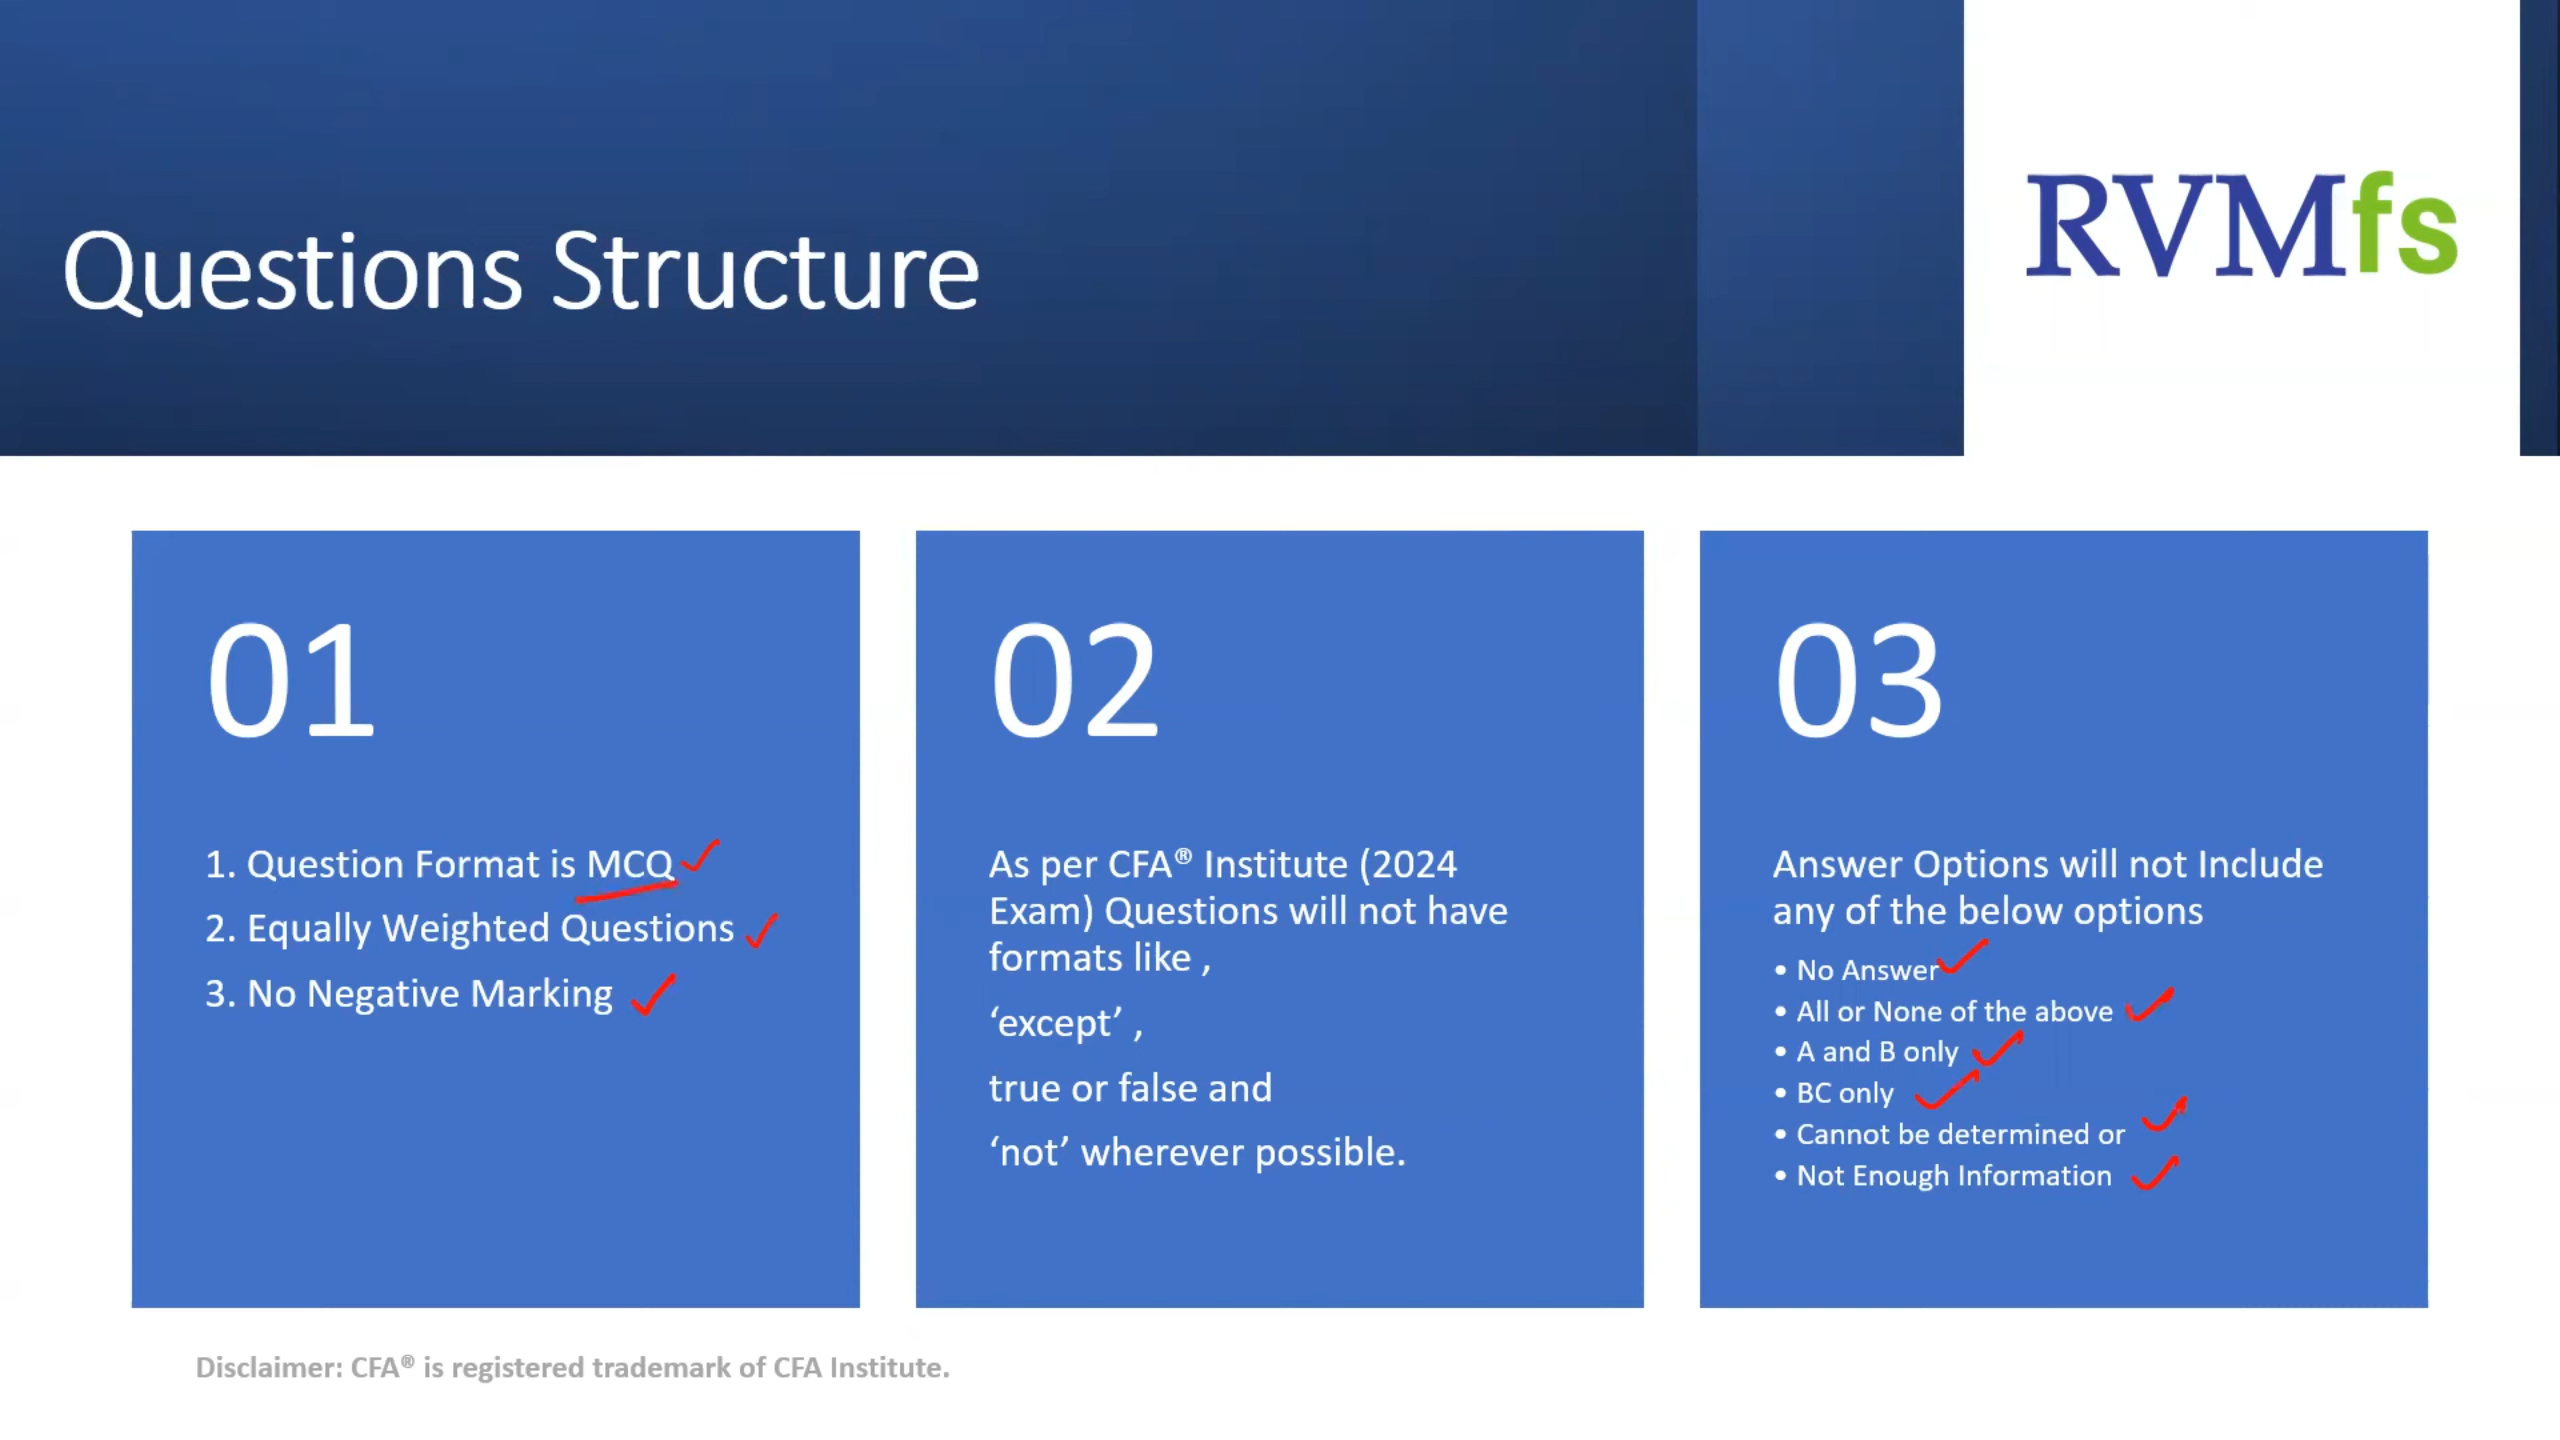 Questions Structure
RVMfs
01
1. Question Format is MCQ
2. Equally Weighted Questions
3. No Negative Marking
02
As per CFA® Institute (2024
Exam) Questions will not have
formats like ,
‘except’ ,
true or false and
‘not’ wherever possible.
03
Answer Options will not Include
any of the below options
• No Answer
• All or None of the above
• A and B only
• BC only
• Cannot be determined or
• Not Enough Information
Disclaimer: CFA® is registered trademark of CFA Institute.